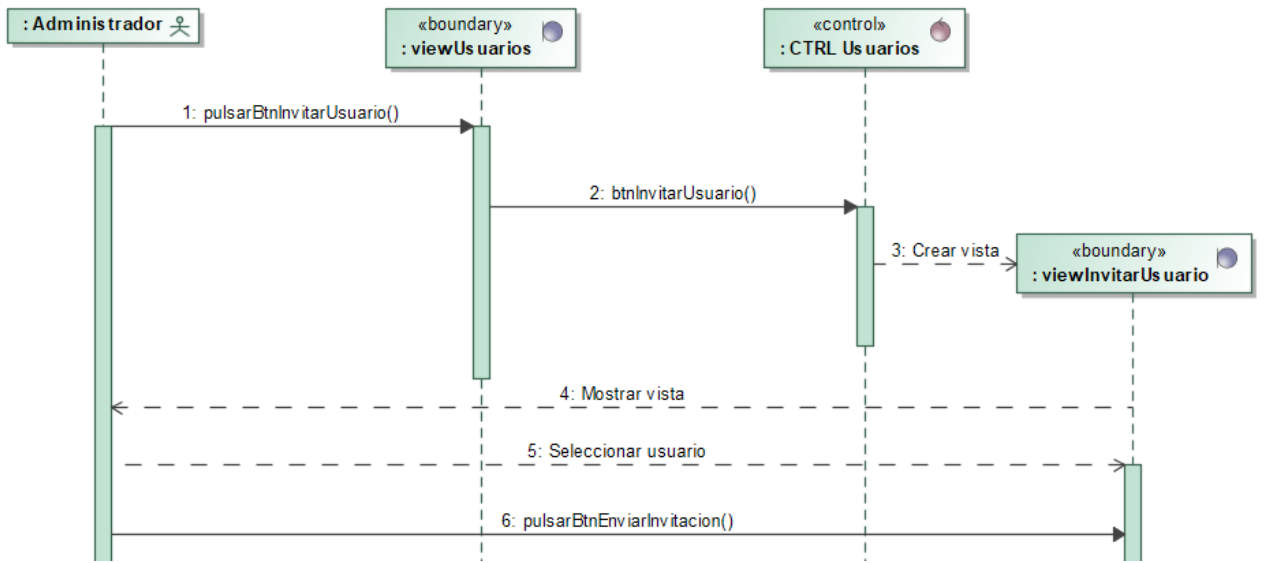 : Administrador
«boundary»
: viewUsuarios
«control»
: CTRL Usuarios
1: pulsarBtnInvitarUsuario()
2: btnInvitarUsuario()
3: Crear vista
«boundary»
: viewInvitarUsuario
4: Mostrar vista
5: Seleccionar usuario
6: pulsarBtnEnviarInvitacion()